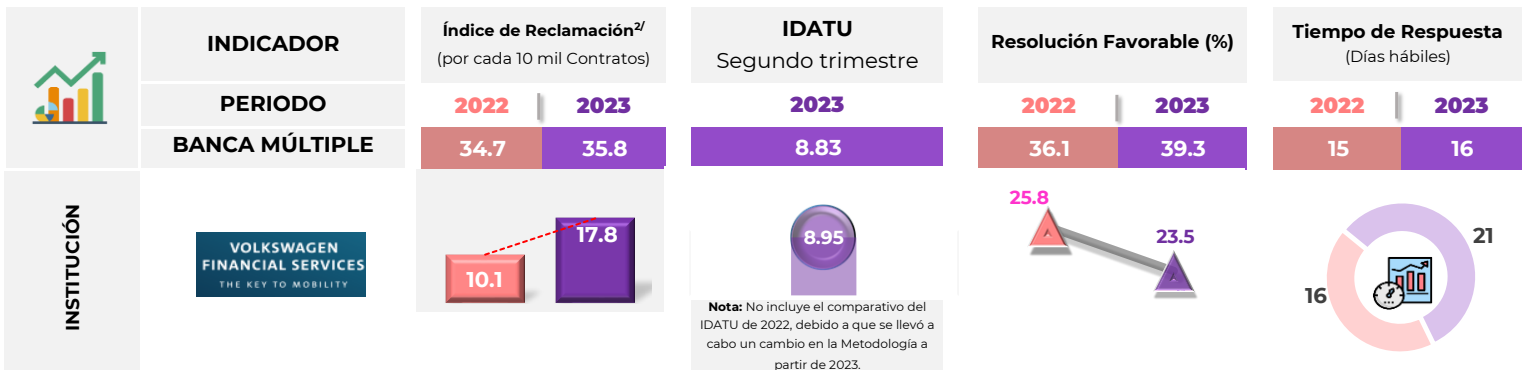 INDICADOR
Índice de Reclamación2/
(por cada 10 mil Contratos)
IDATU
Segundo trimestre
Resolución Favorable (%)
Tiempo de Respuesta
(Días hábiles)
PERIODO
2022 2023
2023
2022 2023
2022 2023
BANCA MÚLTIPLE
34.7 35.8
8.83
36.1 39.3
15 16
INSTITUCIÓN
VOLKSWAGEN
FINANCIAL SERVICES
THE KEY TO MOBILITY
10.1
17.8
8.95
Nota: No incluye el comparativo del
IDATU de 2022, debido a que se llevó a
cabo un cambio en la Metodología a
partir de 2023.
25.8
23.5
16
21